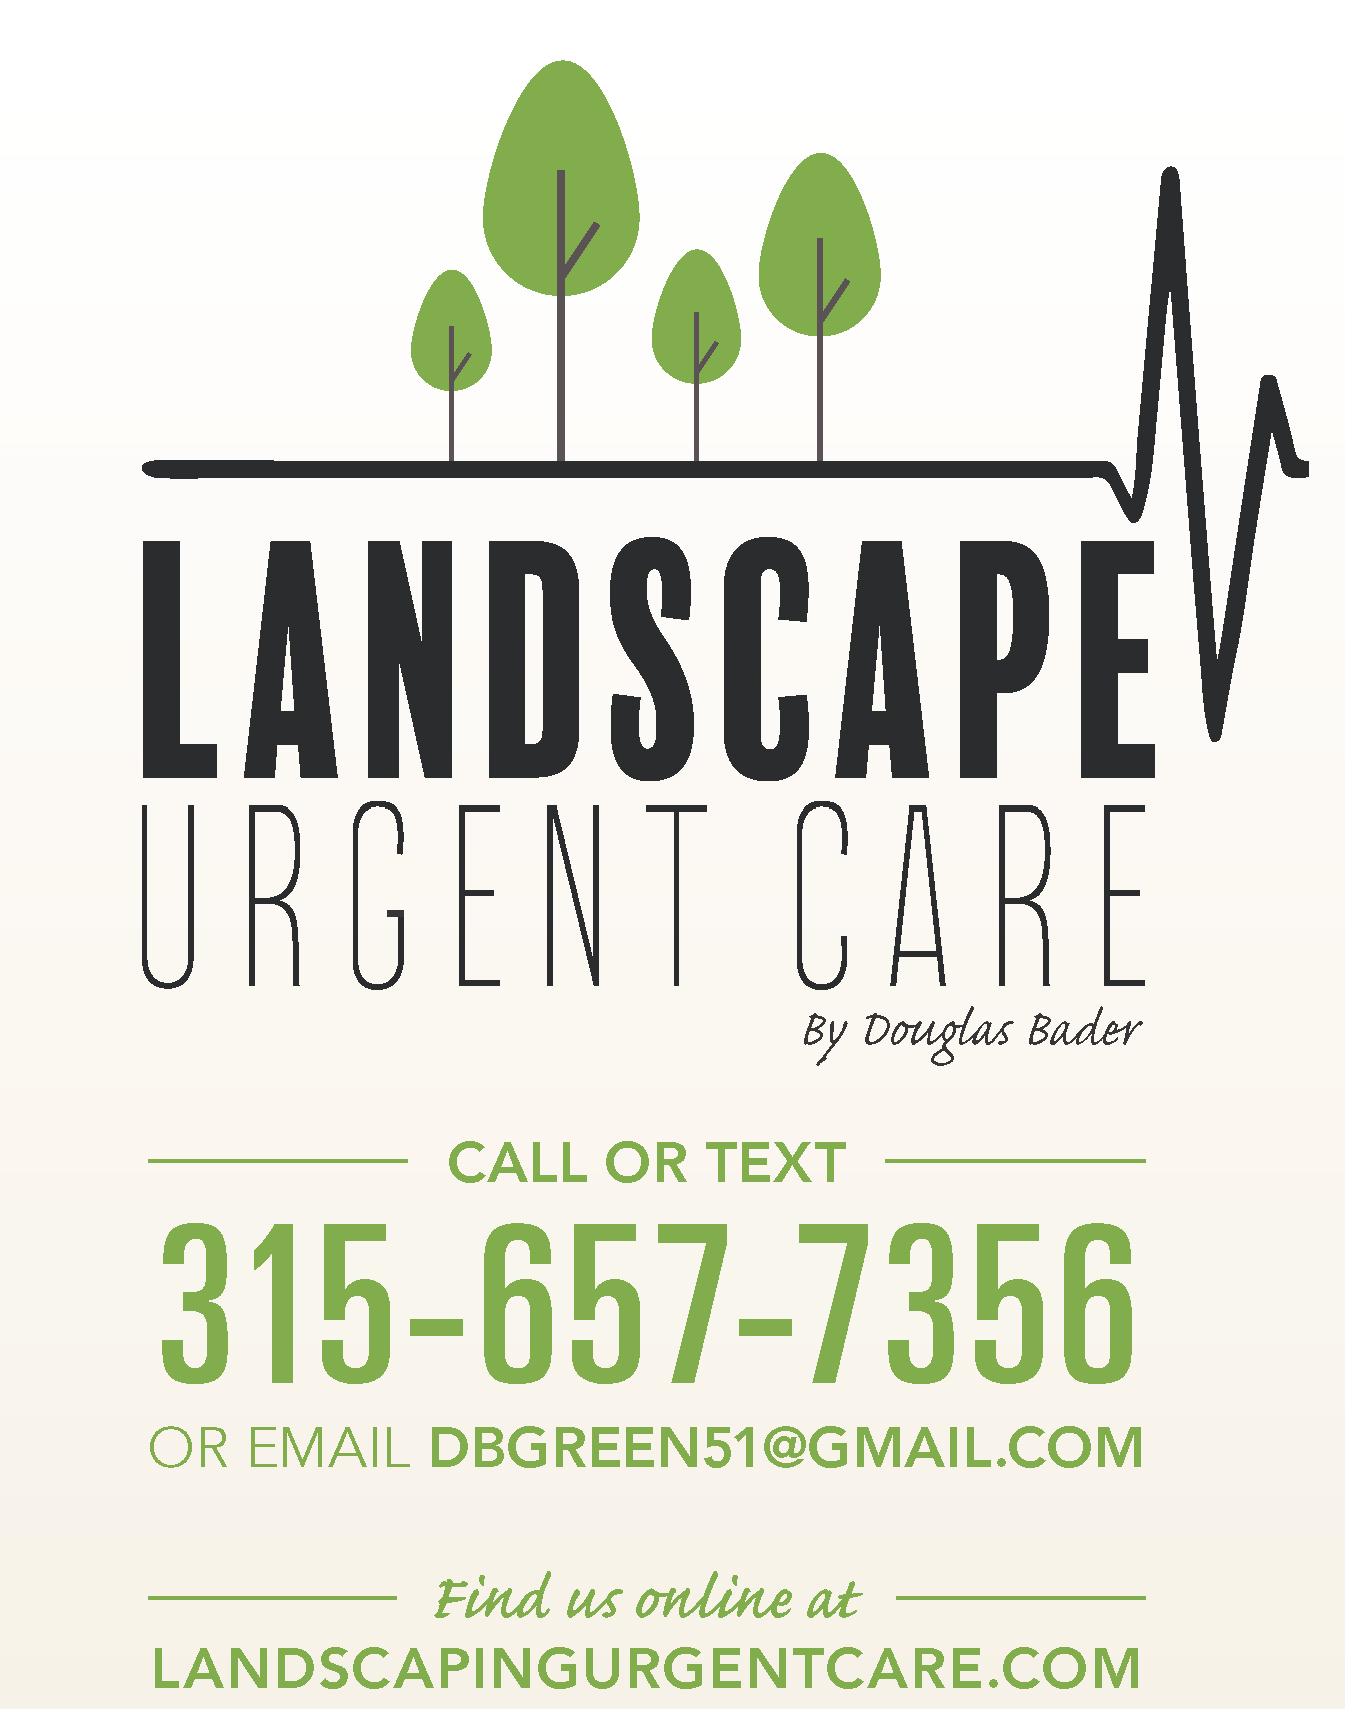 LANDSCAPE
URGENT CARE
By Douglas Bader
CALL OR TEXT
315-657-7356
OR EMAIL DBGREEN51@GMAIL.COM
Find us online at
LANDSCAPINGURGENTCARE.COM